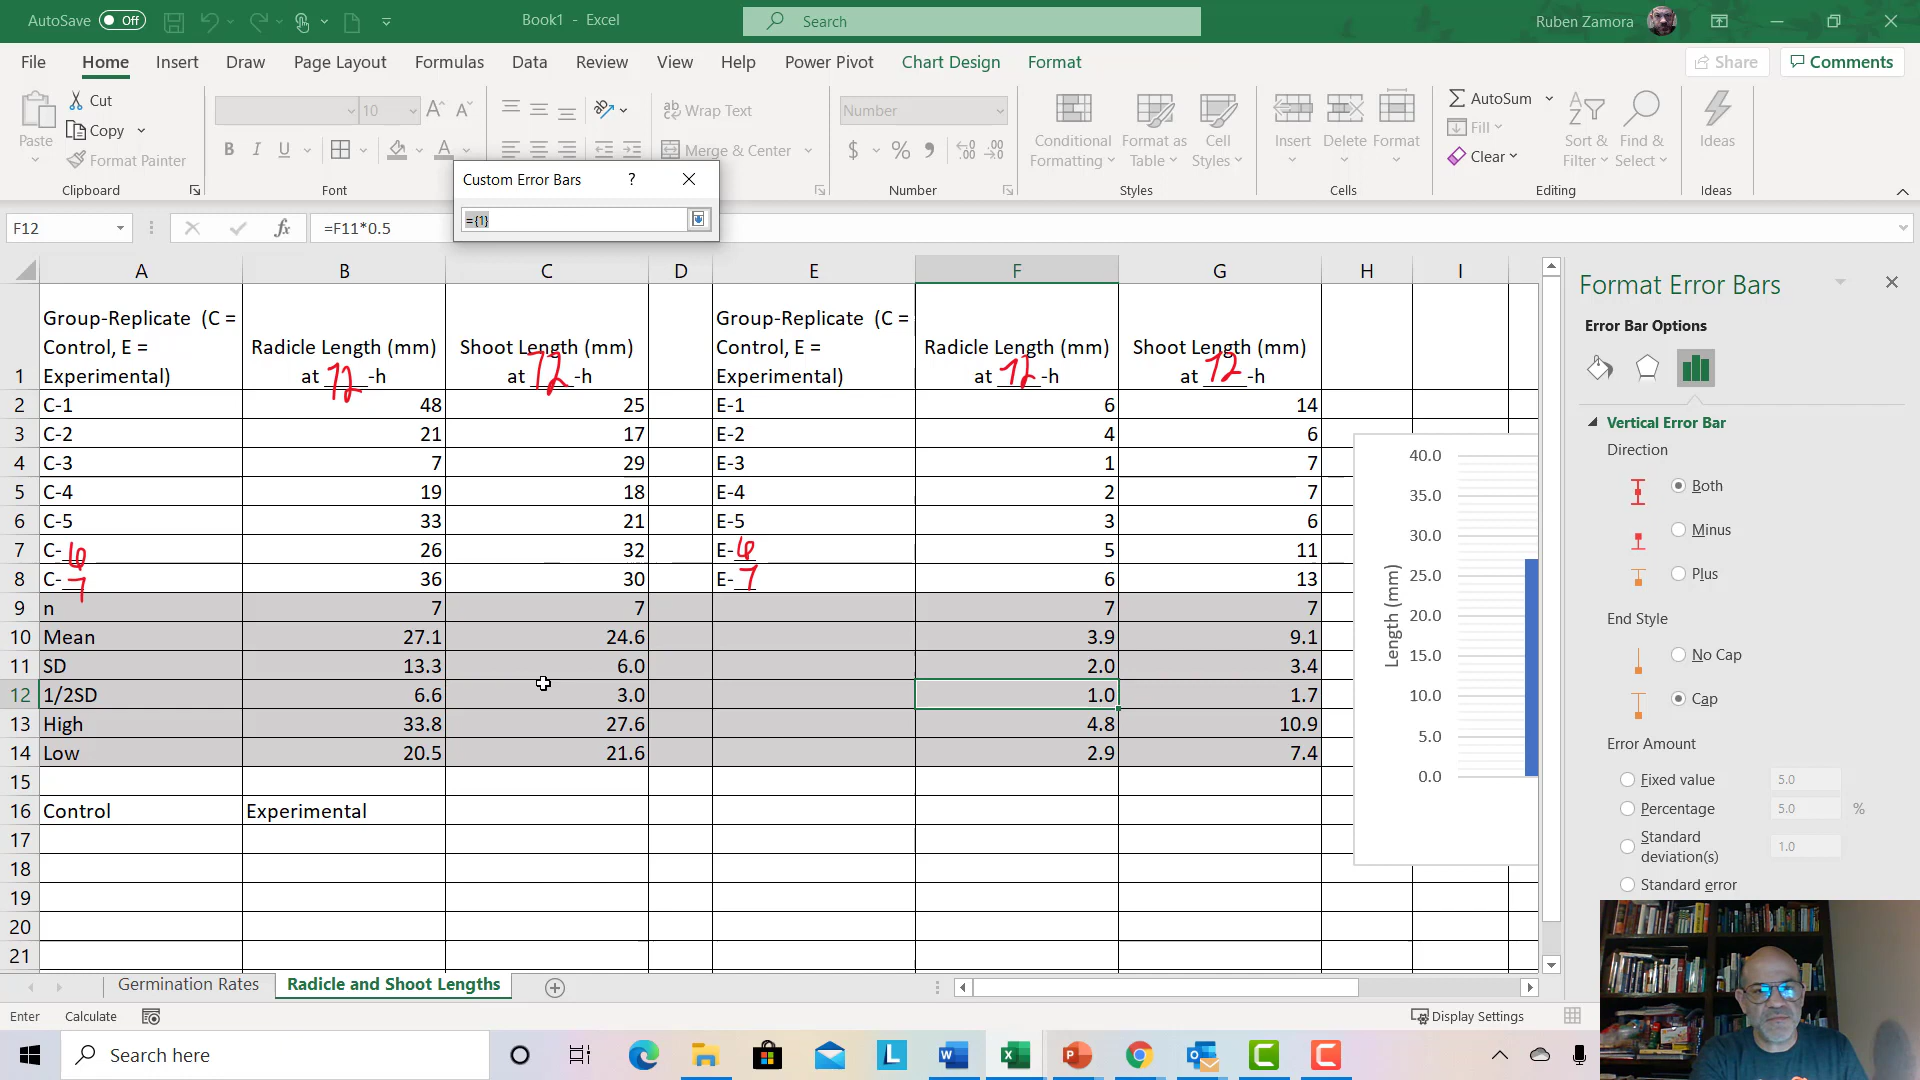 AutoSave Off
Book1 - Excel
Search
Ruben Zamora
File Home Insert Draw Page Layout Formulas Data Review View Help Power Pivot Chart Design Format
Share Comments
Paste
Cut
Copy
Format Painter
Clipboard
10
A A
B I U
A
Font
ab Wrap Text
Merge & Center
Number
$ % 9
Number
Conditional Formatting
Format as Table
Cell Styles
Styles
Insert Delete Format
Cells
AutoSum
Fill
Clear
Sort & Filter
Find & Select
Editing
Ideas
Ideas
Custom Error Bars ?
={1}
F12
fx
=F11*0.5
A B C D E F G H I
1 Group-Replicate (C = Control, E = Experimental) Radicle Length (mm) at 72-h Shoot Length (mm) at 72-h Group-Replicate (C = Control, E = Experimental) Radicle Length (mm) at 72-h Shoot Length (mm) at 72-h
2 C-1 48 25 E-1 6 14
3 C-2 21 17 E-2 4 6
4 C-3 7 29 E-3 1 7
5 C-4 19 18 E-4 2 7
6 C-5 33 21 E-5 3 6
7 C-6 26 32 E-6 5 11
8 C-7 36 30 E-7 6 13
9 n 7 7 7 7
10 Mean 27.1 24.6 3.9 9.1
11 SD 13.3 6.0 2.0 3.4
12 1/2SD 6.6 3.0 1.0 1.7
13 High 33.8 27.6 4.8 10.9
14 Low 20.5 21.6 2.9 7.4
15
16 Control Experimental
17
18
19
20
21
40.0
35.0
30.0
25.0
20.0
15.0
10.0
5.0
0.0
Length (mm)
Format Error Bars
Error Bar Options
Vertical Error Bar
Direction
Both
Minus
Plus
End Style
No Cap
Cap
Error Amount
Fixed value 5.0
Percentage 5.0 %
Standard deviation(s) 1.0
Standard error
Germination Rates
Radicle and Shoot Lengths
Enter Calculate
Display Settings
Search here